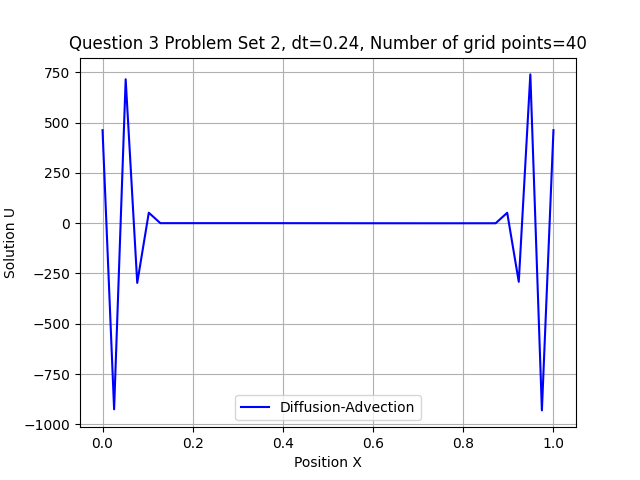 Question 3 Problem Set 2, dt=0.24, Number of grid points=40
Solution U
750
500
250
0
−250
−500
−750
−1000
Diffusion-Advection
0.0 0.2 0.4 0.6 0.8 1.0
Position X